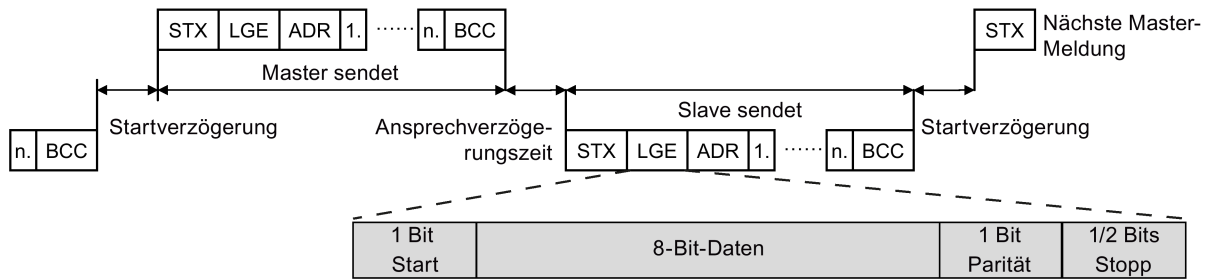 STX LGE ADR 1. ...... n. BCC
STX
Nächste Master-
Meldung
Master sendet
Startverzögerung
Ansprechverzöge-
rungszeit
Slave sendet
Startverzögerung
n. BCC
STX LGE ADR 1. ...... n. BCC
1 Bit
Start
8-Bit-Daten
1 Bit
Parität
1/2 Bits
Stopp